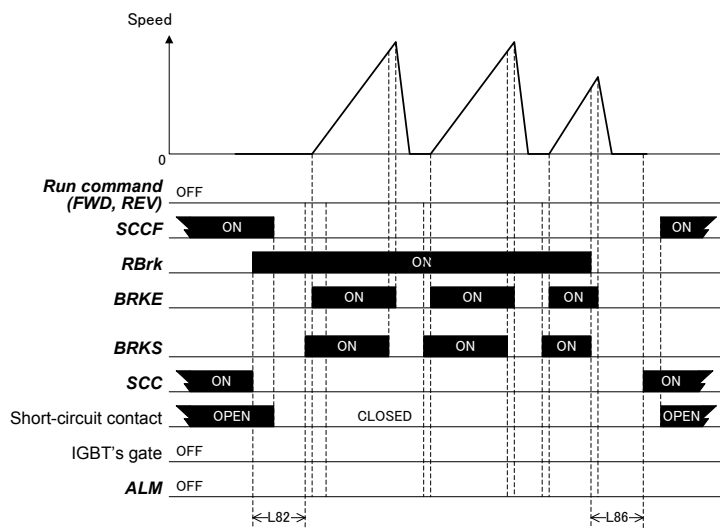 Speed
0
Run command
(FWD, REV)
OFF
SCCF
ON
ON
RBrk
ON
BRKE
ON
ON
ON
BRKS
ON
ON
ON
SCC
ON
ON
Short-circuit contact
OPEN
CLOSED
OPEN
IGBT's gate
OFF
ALM
OFF
L82
L86